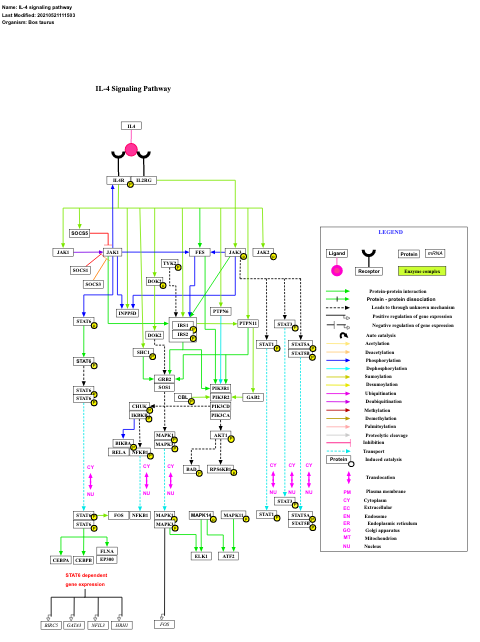 Name: IL-4 signaling pathway
Last Modified: 20210521111503
Organism: Bos taurus
IL-4 Signaling Pathway
IL4
IL4R
P
IL2RG
SOCS5
JAK1
JAK2
FES
JAK3
JAK2
TYK2
SOCS1
SOCS3
DOK2
INPP5D
PTPN6
STAT6
IRS1
IRS2
PTPN11
STAT3
DOK2
SHC1
STAT1
STAT5A
STAT5B
STAT6
GRB2
SOS1
PIK3R1
PIK3R2
PIK3CD
PIK3CA
CBL
GAB2
STAT6
STAT6
CHUK
IKBKB
NFKBIA
RELA
NFKB1
MAPK1
MAPK3
AKT1
BAD
RPS6KB1
CY
NU
CY
NU
CY
NU
CY
NU
CY
NU
CY
NU
STAT3
STAT6
STAT6
FOS
NFKB1
MAPK1
MAPK3
MAPK14
MAPK11
STAT1
STAT5A
STAT5B
CEBPA
CEBPB
FLNA
EP300
ELK1
ATF2
STAT6 dependent
gene expression
BIRC5
GATA3
NFIL3
HRH1
FOS
LEGEND
Ligand
Receptor
Protein
mRNA
Enzyme complex
Protein-protein interaction
Protein - protein dissociation
Leads to through unknown mechanism
Positive regulation of gene expression
Negative regulation of gene expression
Auto catalysis
Acetylation
Deacetylation
Phosphorylation
Dephosphorylation
Sumoylation
Desumoylation
Ubiquitination
Deubiquitination
Methylation
Demethylation
Palmitoylation
Proteolytic cleavage
Inhibition
Transport
Protein
Induced catalysis
Translocation
PM Plasma membrane
CY Cytoplasm
EC Extracellular
EN Endosome
ER Endoplasmic reticulum
GO Golgi apparatus
MT Mitochondrion
NU Nucleus